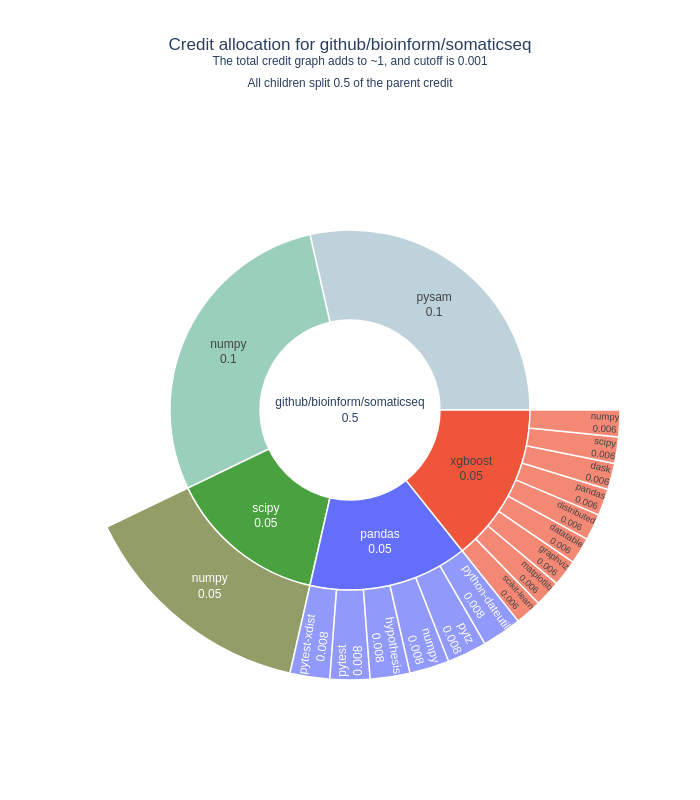 Credit allocation for github/bioinform/somaticseq
The total credit graph adds to ~1, and cutoff is 0.001
All children split 0.5 of the parent credit
pysam
0.1
numpy
0.1
github/bioinform/somaticseq
0.5
xgboost
0.05
scipy
0.05
pandas
0.05
numpy
0.05
numpy
0.006
scipy
0.006
dask
0.006
pandas
0.006
distributed
0.006
datatable
0.006
graphviz
0.006
matplotlib
0.006
scikit-learn
0.006
python-dateutil
0.008
pytz
0.008
numpy
0.008
hypothesis
0.008
pytest
0.008
pytest-xdist
0.008